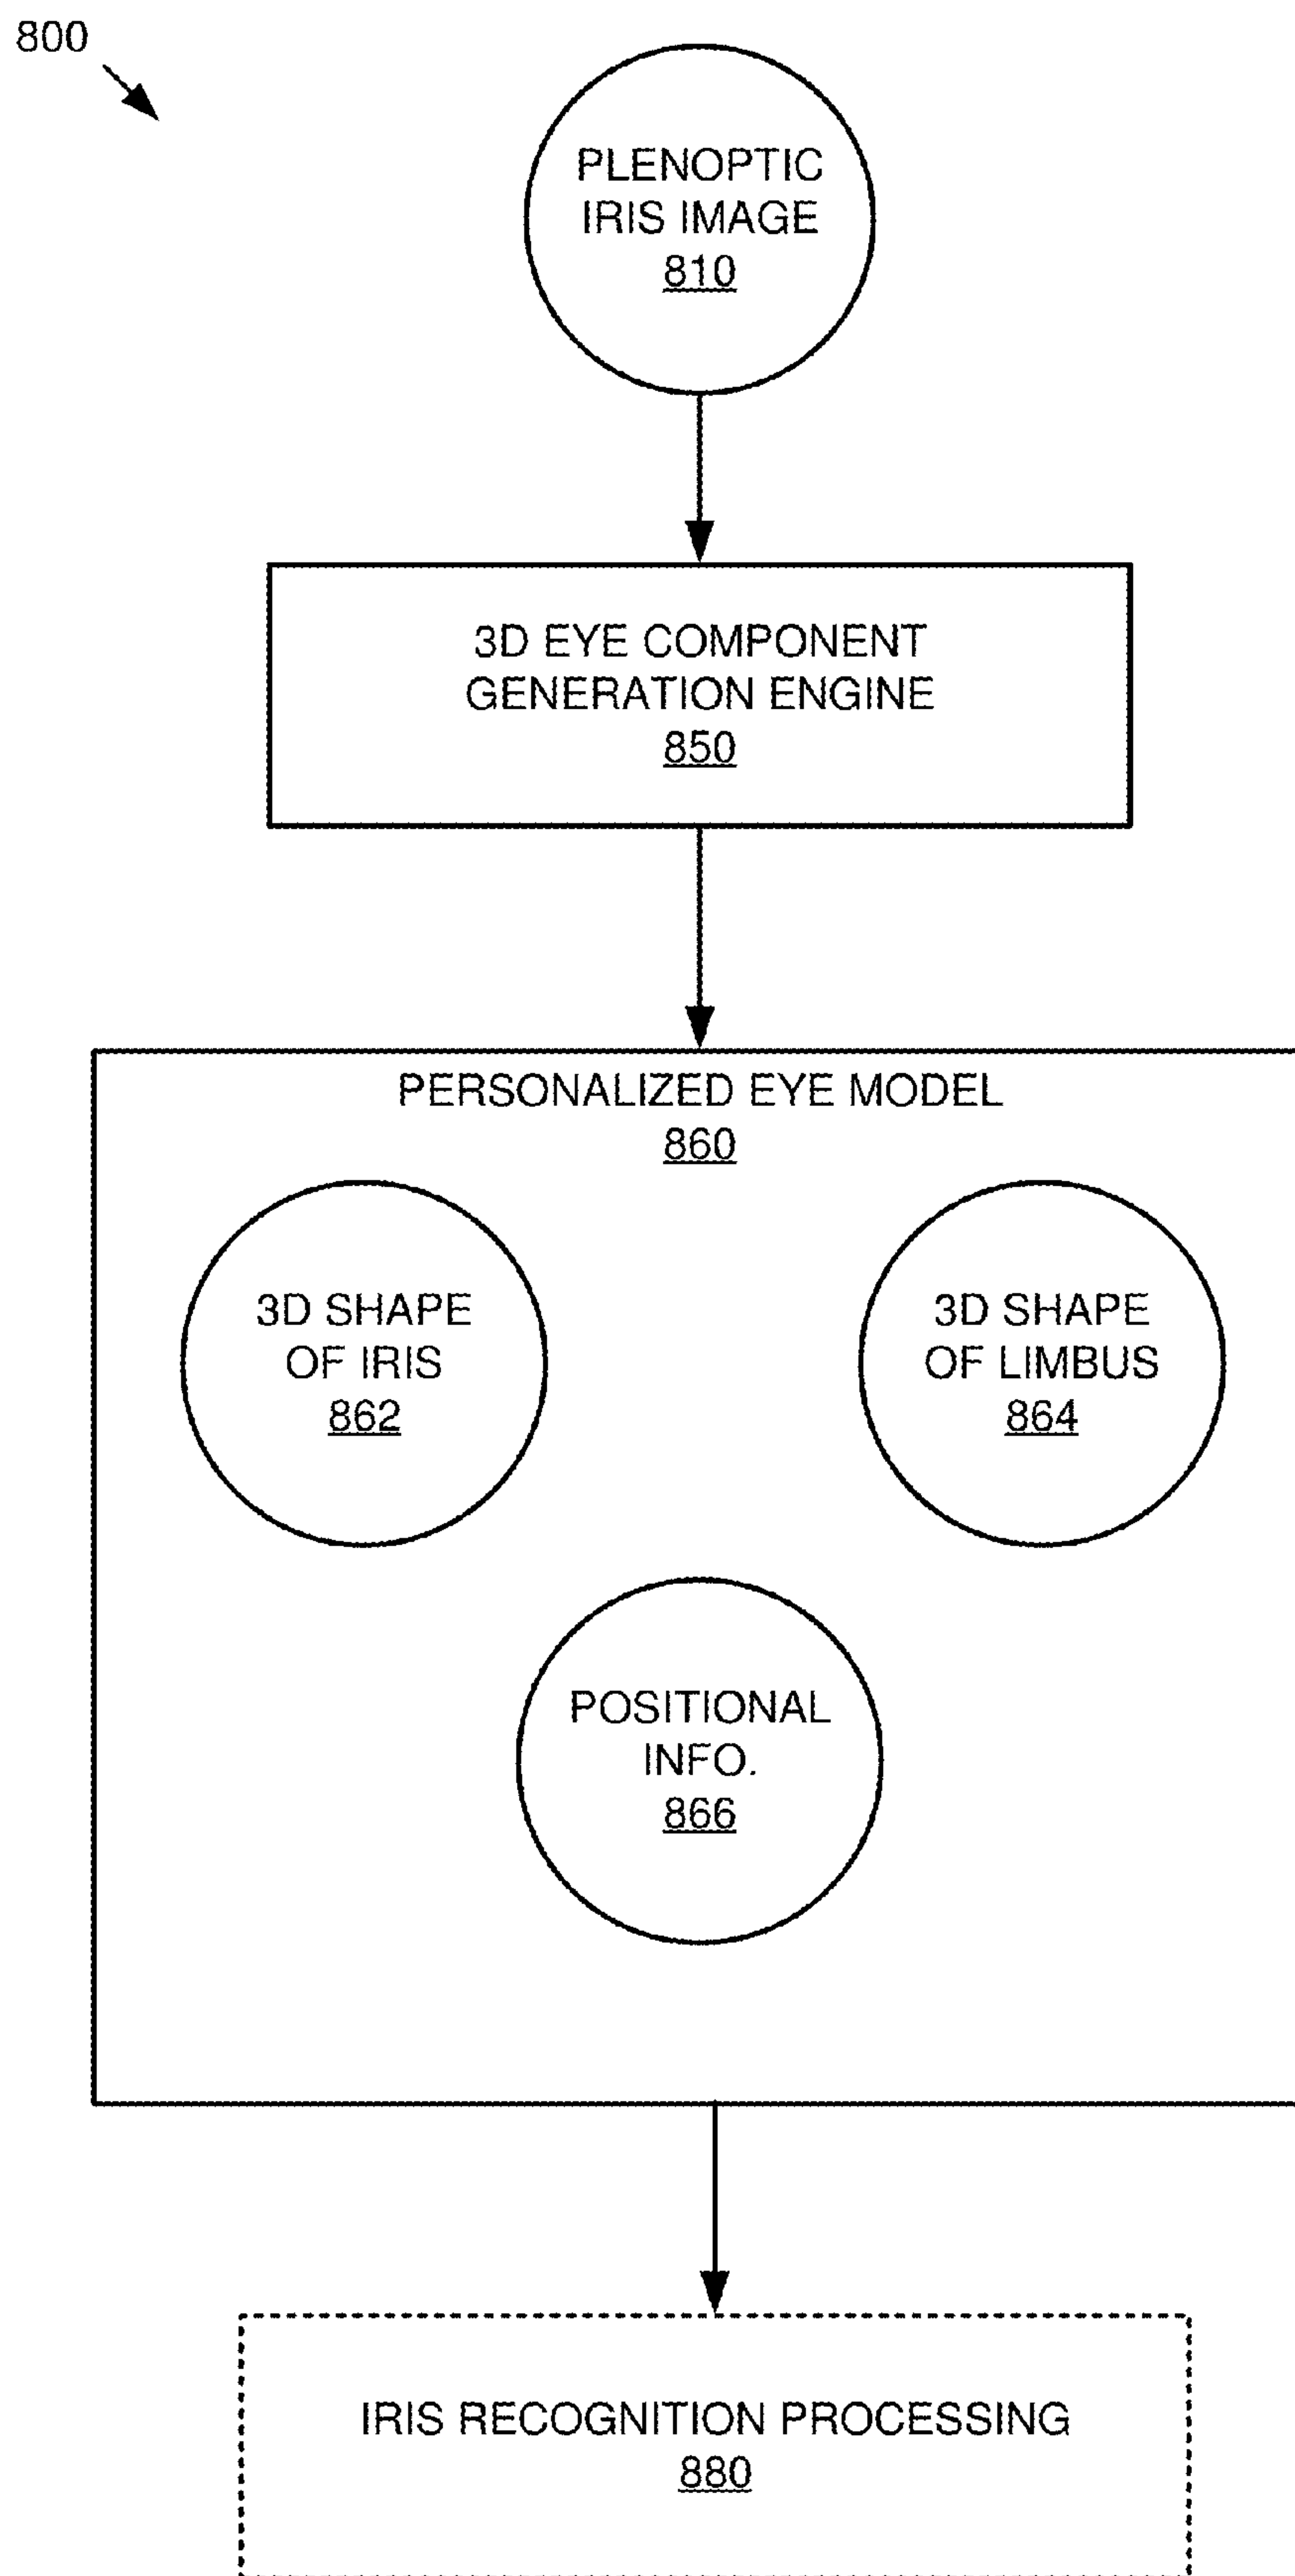 800
PLENOPTIC
IRIS IMAGE
810
3D EYE COMPONENT
GENERATION ENGINE
850
PERSONALIZED EYE MODEL
860
3D SHAPE
OF IRIS
862
3D SHAPE
OF LIMBUS
864
POSITIONAL
INFO.
866
IRIS RECOGNITION PROCESSING
880